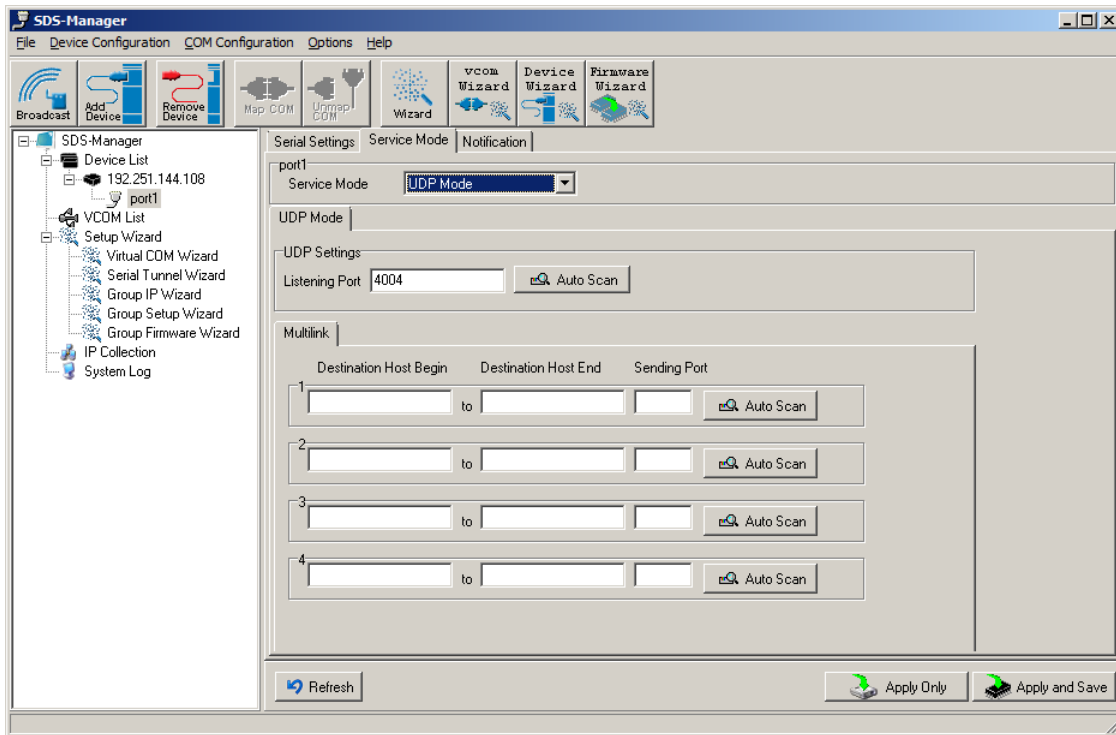 SDS-Manager
File Device Configuration COM Configuration Options Help
Broadcast
Add Device
Remove Device
Map COM
Unmap COM
Wizard
vcom Wizard
Device Wizard
Firmware Wizard
SDS-Manager
Device List
192.251.144.108
port1
VCOM List
Setup Wizard
Virtual COM Wizard
Serial Tunnel Wizard
Group IP Wizard
Group Setup Wizard
Group Firmware Wizard
IP Collection
System Log
Serial Settings Service Mode Notification
port1
Service Mode UDP Mode
UDP Mode
UDP Settings
Listening Port 4004 Auto Scan
Multilink
Destination Host Begin Destination Host End Sending Port
1
to Auto Scan
2
to Auto Scan
3
to Auto Scan
4
to Auto Scan
Refresh Apply Only Apply and Save